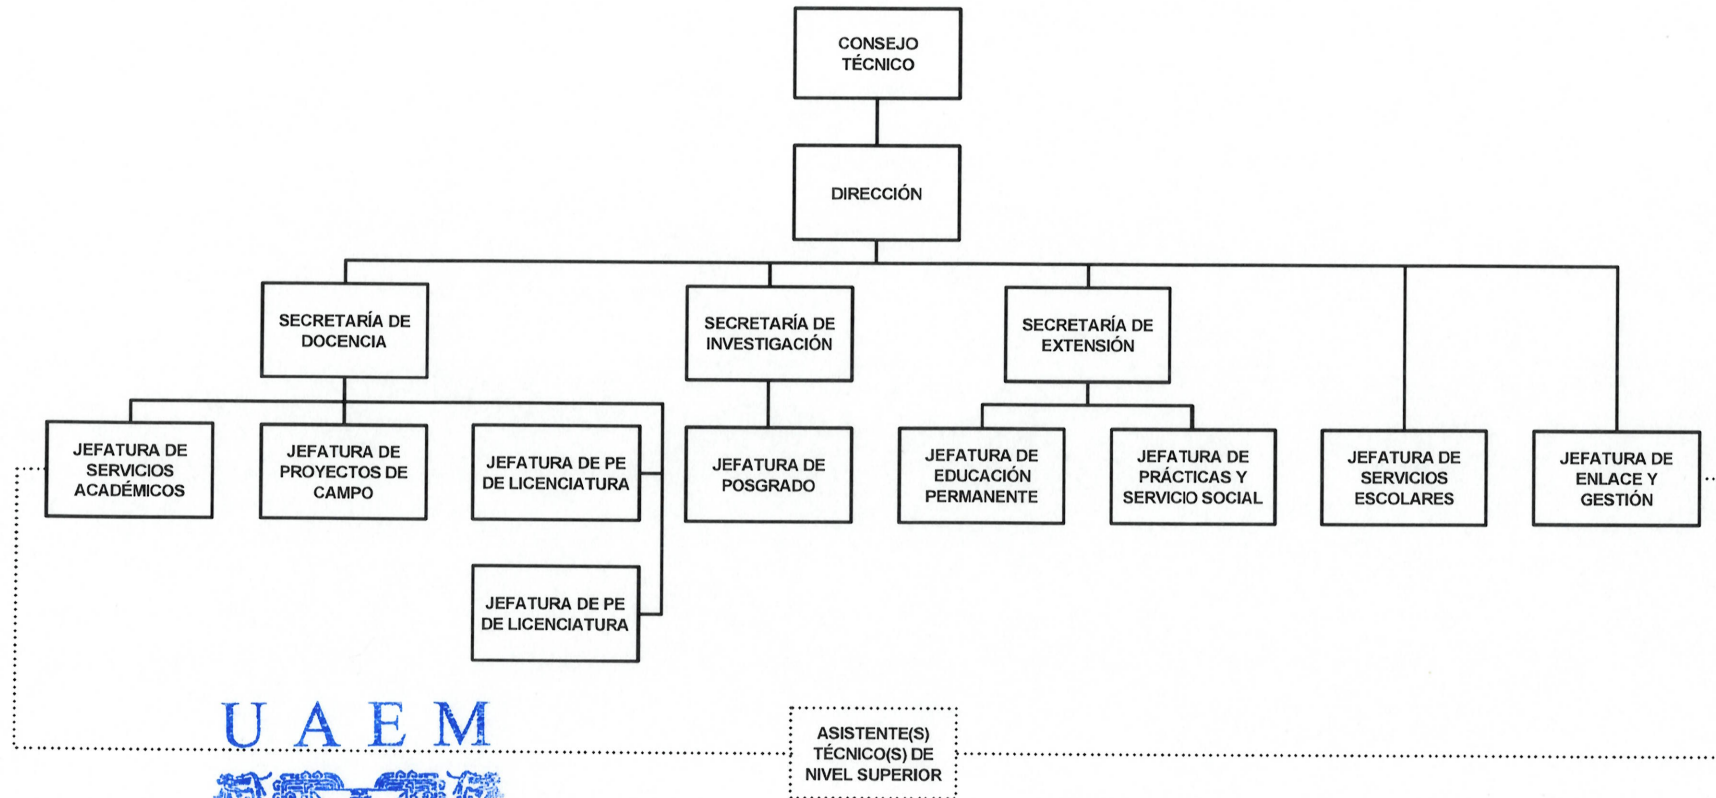 CONSEJO
TÉCNICO
DIRECCIÓN
SECRETARÍA DE
DOCENCIA
SECRETARÍA DE
INVESTIGACIÓN
SECRETARÍA DE
EXTENSIÓN
JEFATURA DE
SERVICIOS
ACADÉMICOS
JEFATURA DE
PROYECTOS DE
CAMPO
JEFATURA DE PE
DE LICENCIATURA
JEFATURA DE
POSGRADO
JEFATURA DE
EDUCACIÓN
PERMANENTE
JEFATURA DE
PRÁCTICAS Y
SERVICIO SOCIAL
JEFATURA DE
SERVICIOS
ESCOLARES
JEFATURA DE
ENLACE Y
GESTIÓN
JEFATURA DE PE
DE LICENCIATURA
UAEM
ASISTENTE(S)
TÉCNICO(S) DE
NIVEL SUPERIOR